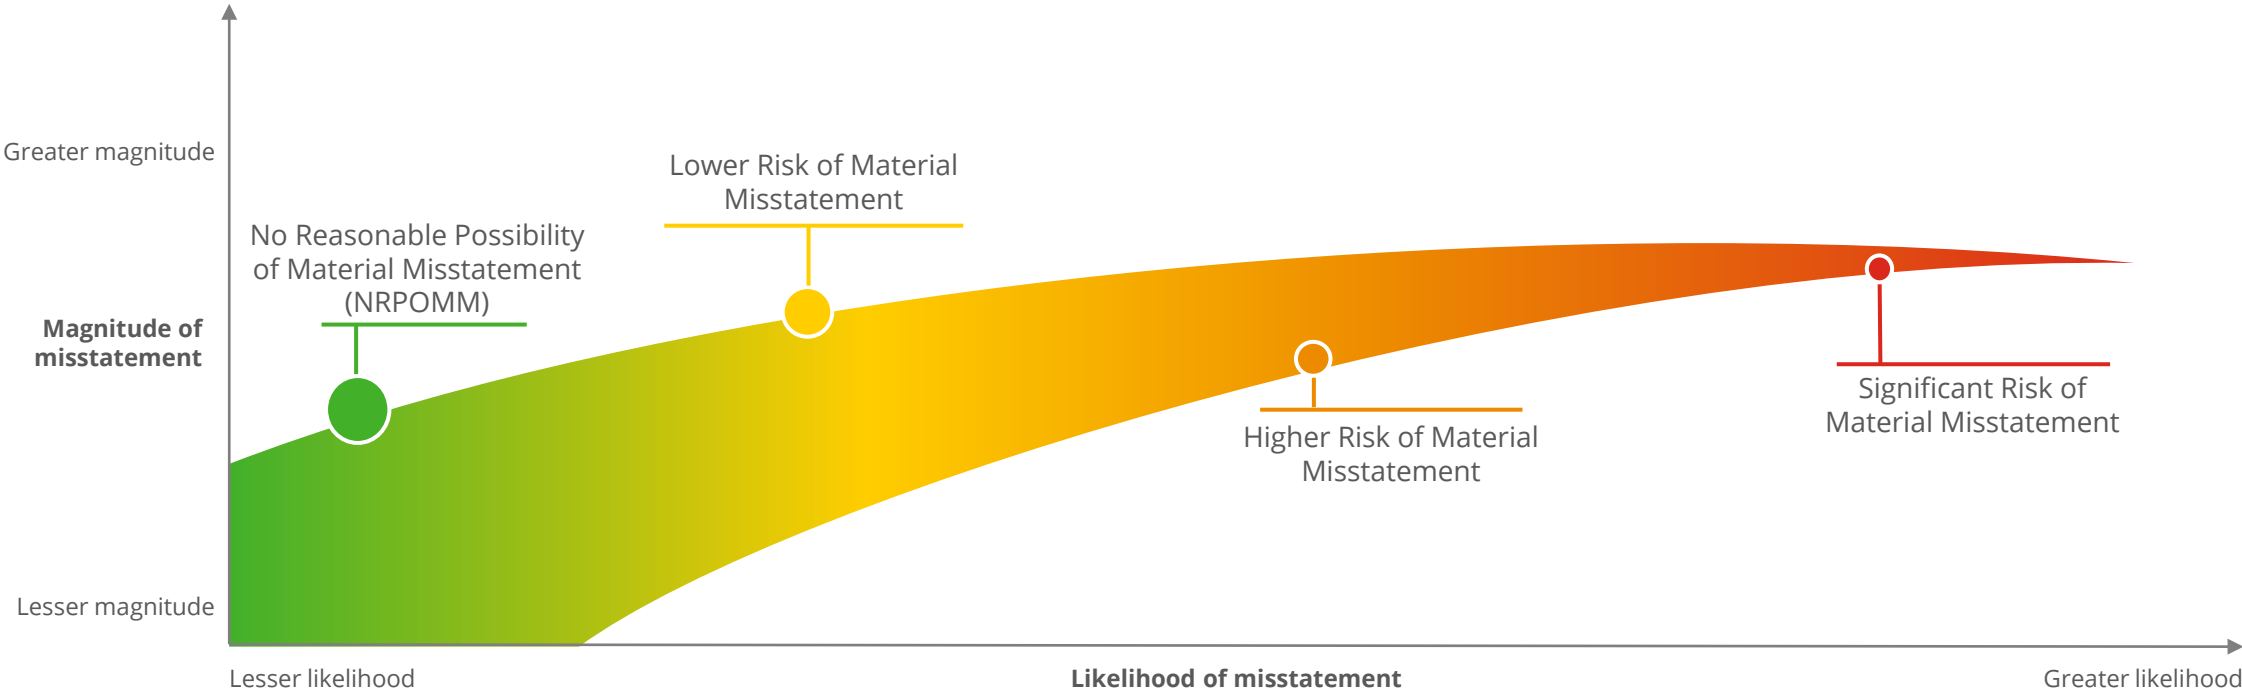 Greater magnitude
Lower Risk of Material
Misstatement
No Reasonable Possibility
of Material Misstatement
(NRPOMM)
Magnitude of
misstatement
Significant Risk of
Material Misstatement
Higher Risk of Material
Misstatement
Lesser magnitude
Lesser likelihood
Likelihood of misstatement
Greater likelihood